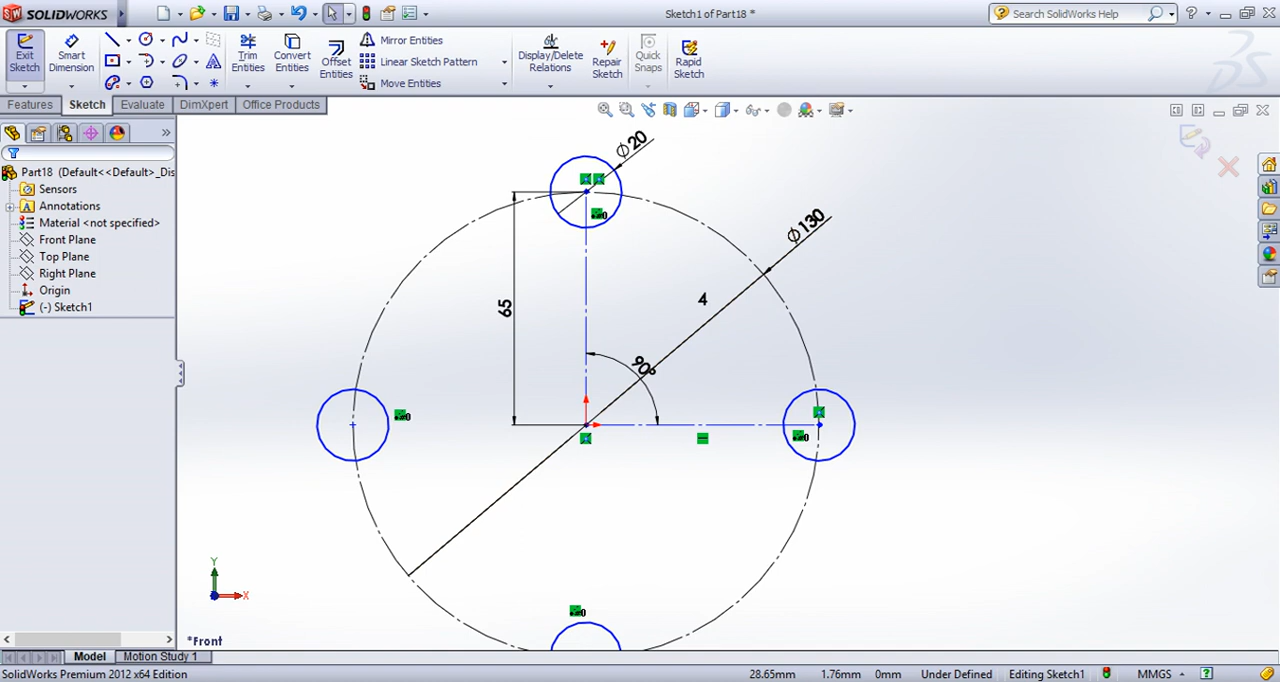 SW SOLIDWORKS
Sketch1 of Part18 *
Search SolidWorks Help
Exit Sketch
Smart Dimension
Trim Entities
Convert Entities
Offset Entities
Mirror Entities
Linear Sketch Pattern
Move Entities
Display/Delete Relations
Repair Sketch
Quick Snaps
Rapid Sketch
Features
Sketch
Evaluate
DimXpert
Office Products
Part18 (Default<<Default>_Dis
Sensors
Annotations
Material <not specified>
Front Plane
Top Plane
Right Plane
Origin
(-) Sketch1
Ø20
Ø130
4
65
90°
Y
X
*Front
Model
Motion Study 1
SolidWorks Premium 2012 x64 Edition
28.65mm
1.76mm
0mm
Under Defined
Editing Sketch1
MMGS